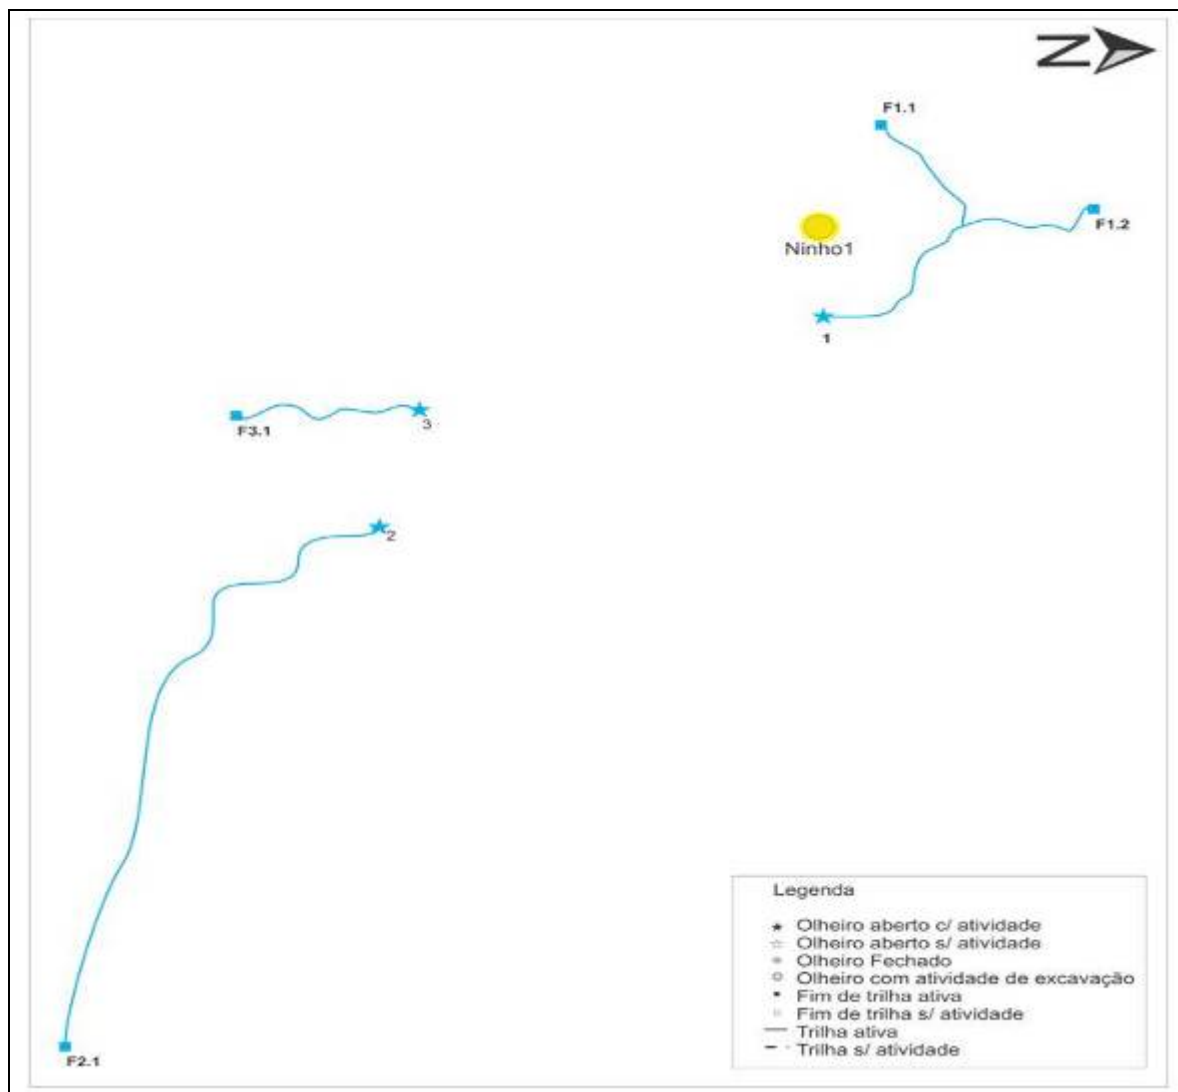 N
F1.1
F1.2
Ninho1
1
3
F3.1
2
Legenda
Olheiro aberto c/ atividade
Olheiro aberto s/ atividade
Olheiro Fechado
Olheiro com atividade de excavação
Fim de trilha ativa
Fim de trilha s/ atividade
Trilha ativa
Trilha s/ atividade
F2.1